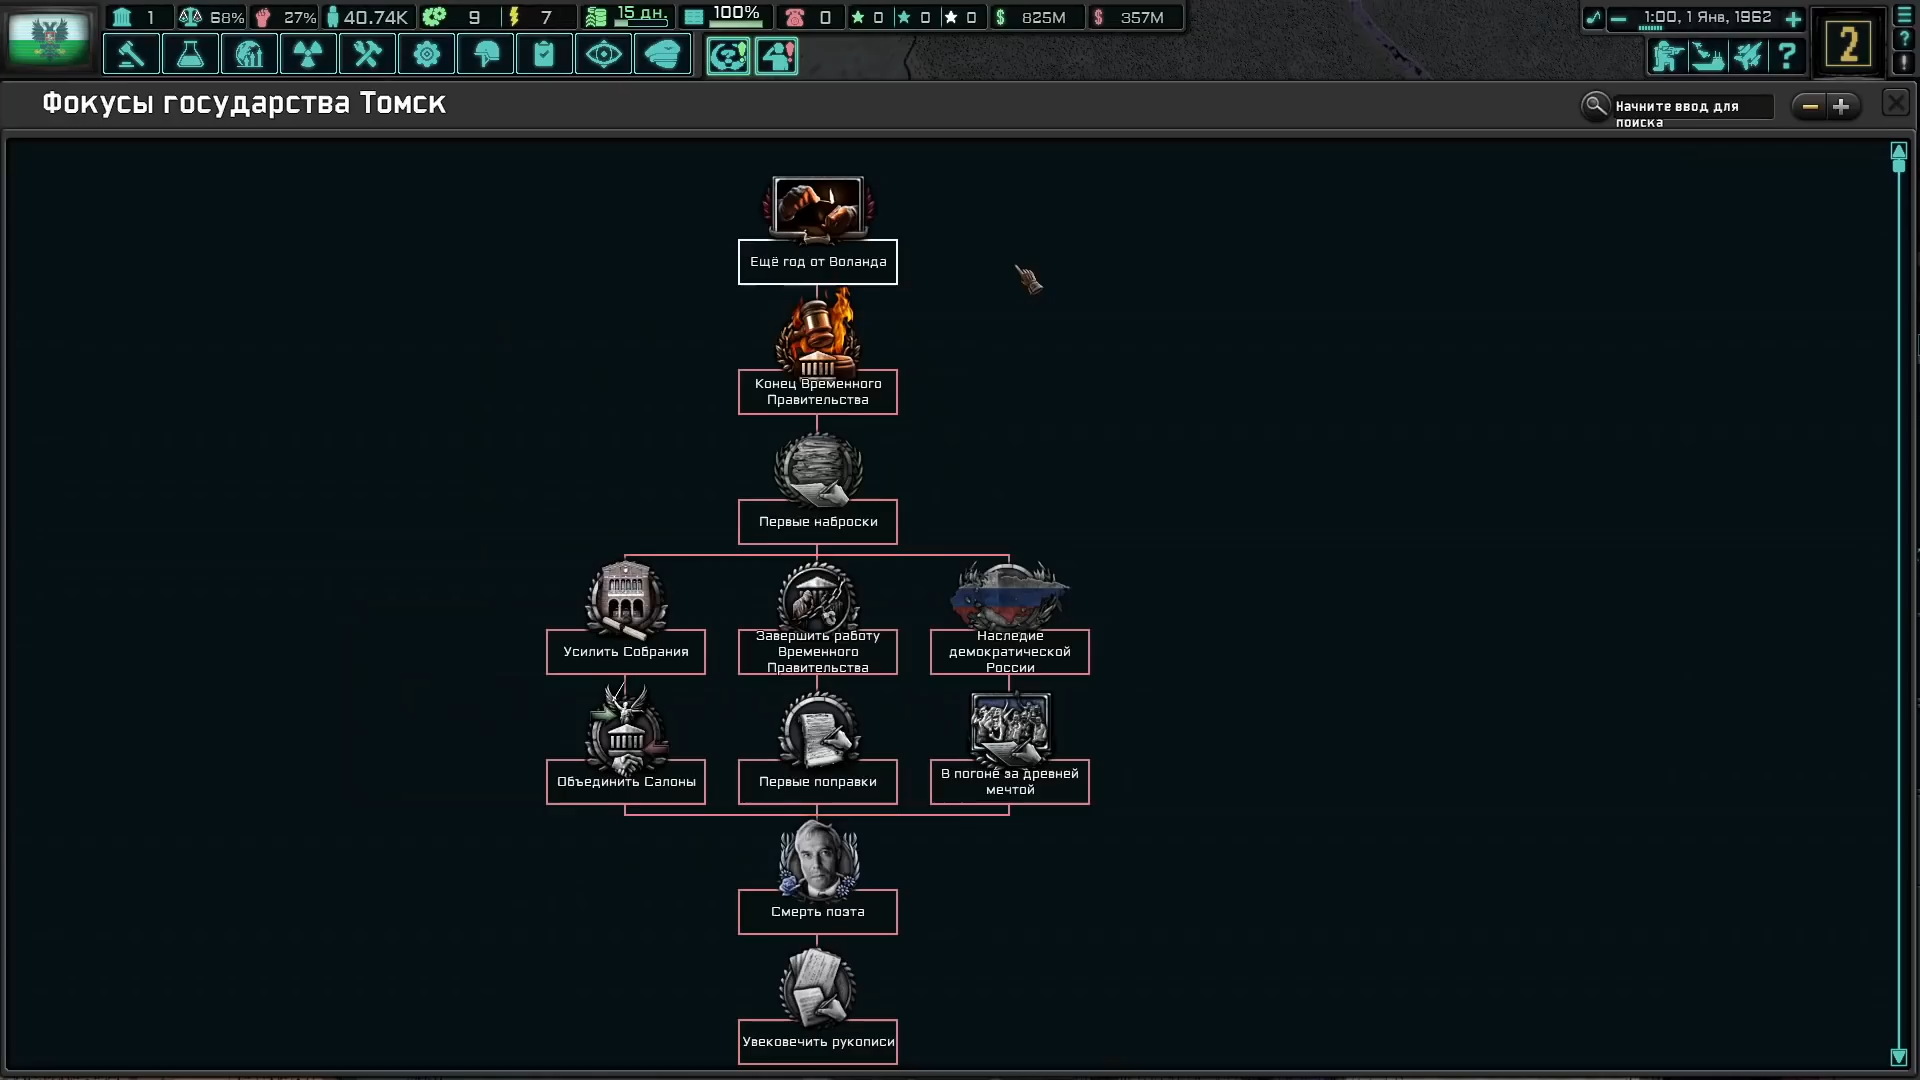 1
68%
27%
40.74K
9
7
15 дн.
100%
0
0
0
0
$ 825M
$ 357M
1:00, 1 Янв, 1962
2
Фокусы государства Томск
Начните ввод для
поиска
Ещё год от Воланда
Конец Временного
Правительства
Первые наброски
Усилить Собрания
Завершить работу
Временного
Правительства
Наследие
демократической
России
Объединить Салоны
Первые поправки
В погоне за древней
мечтой
Смерть поэта
Увековечить рукописи